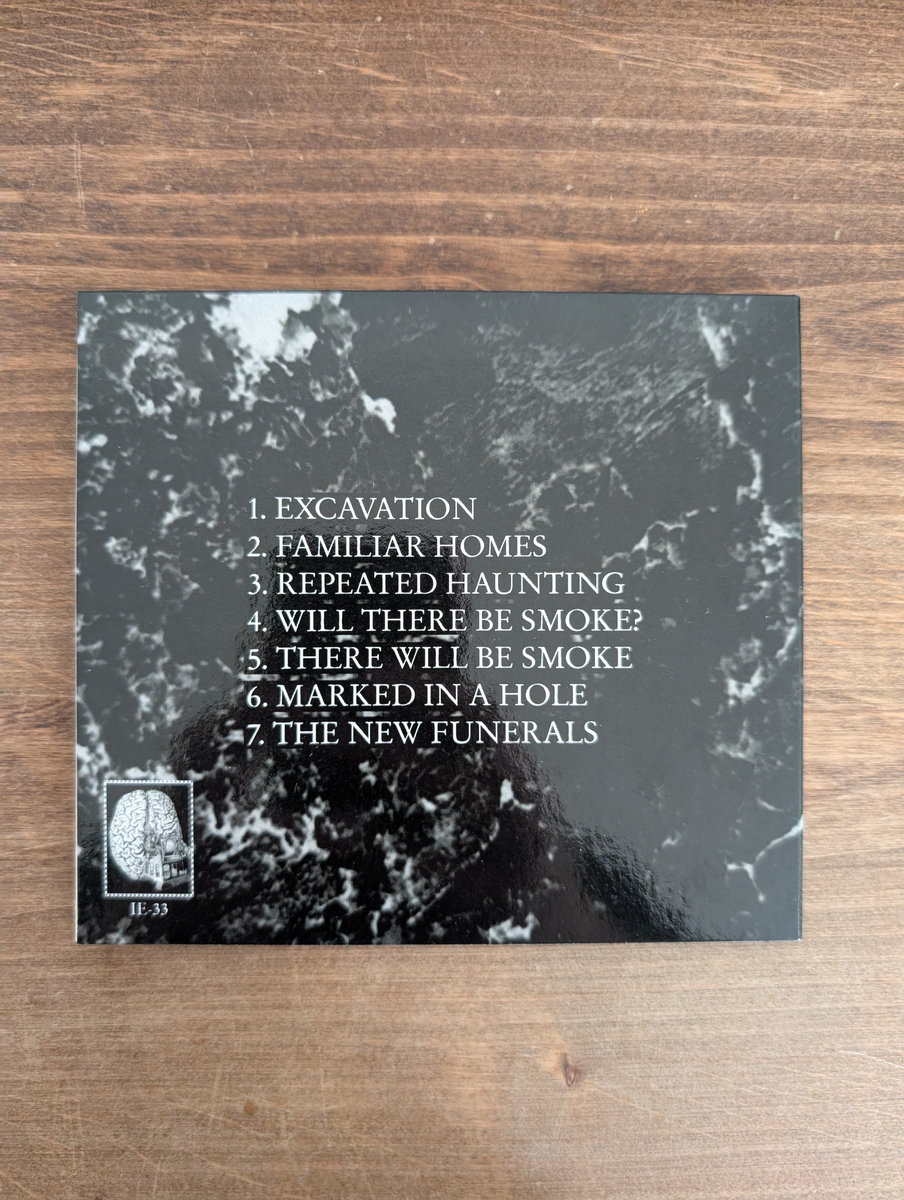 1. EXCAVATION
2. FAMILIAR HOMES
3. REPEATED HAUNTING
4. WILL THERE BE SMOKE?
5. THERE WILL BE SMOKE
6. MARKED IN A HOLE
7. THE NEW FUNERALS
IE-33